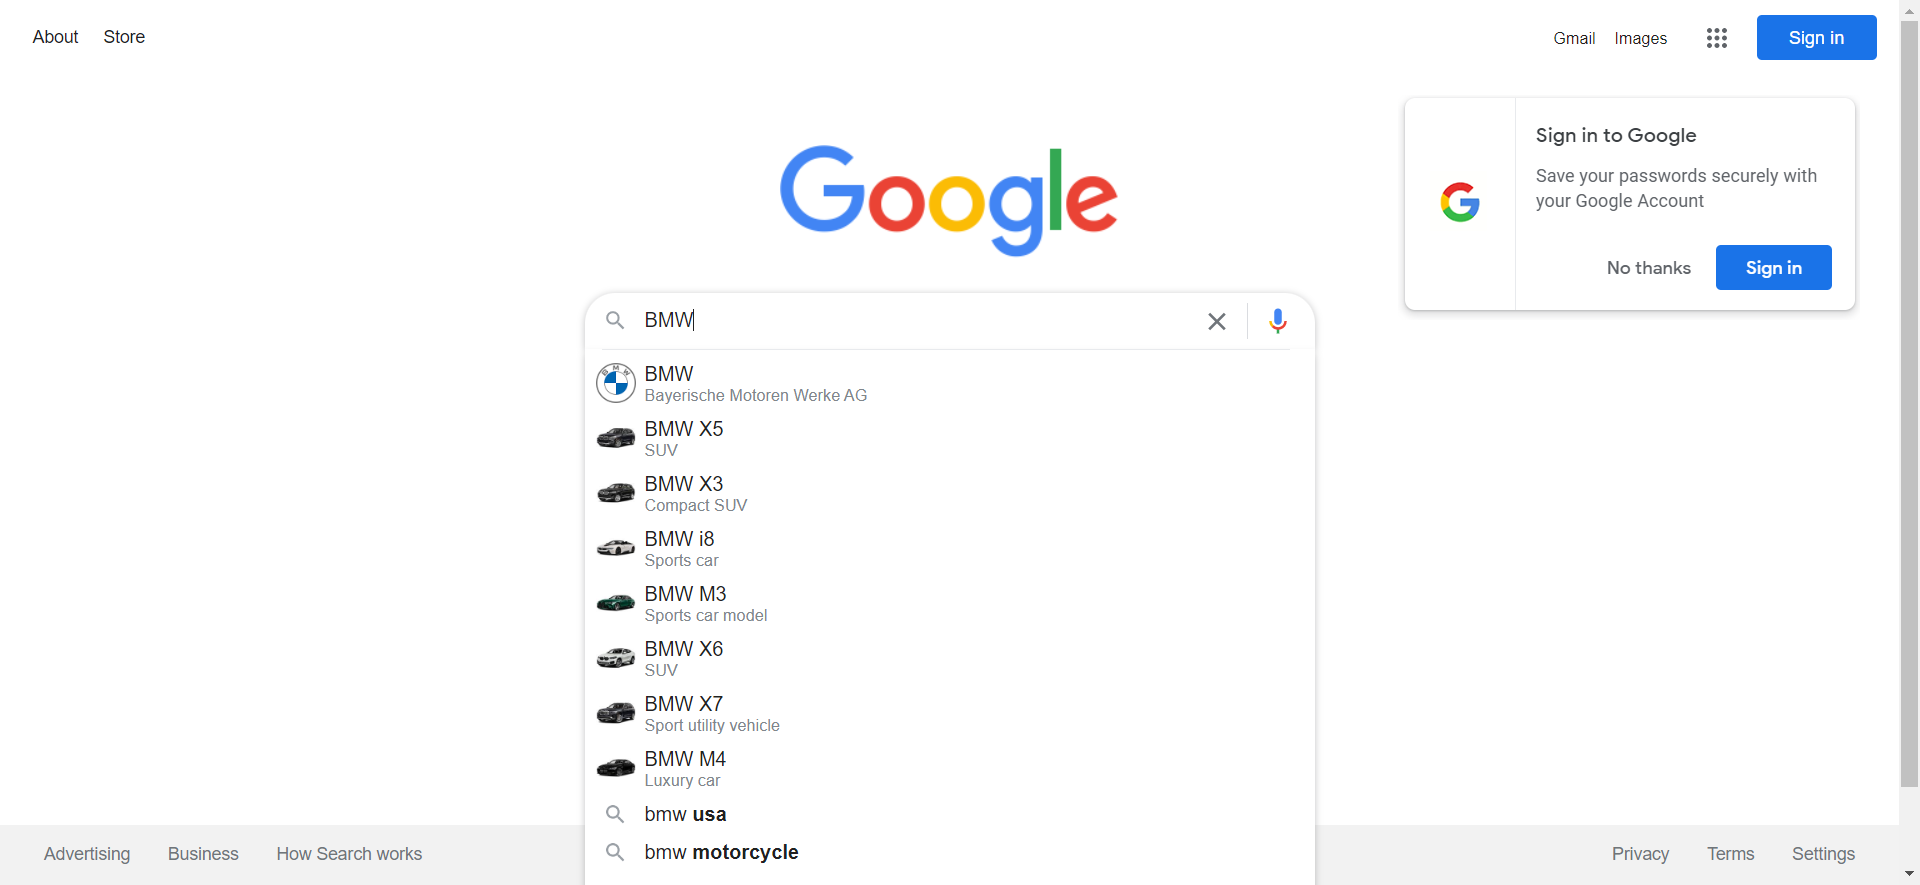 About Store
Gmail Images Sign in
Google
Sign in to Google
Save your passwords securely with
your Google Account
No thanks Sign in
BMW
BMW
Bayerische Motoren Werke AG
BMW X5
SUV
BMW X3
Compact SUV
BMW i8
Sports car
BMW M3
Sports car model
BMW X6
SUV
BMW X7
Sport utility vehicle
BMW M4
Luxury car
bmw usa
bmw motorcycle
Advertising Business How Search works
Privacy Terms Settings